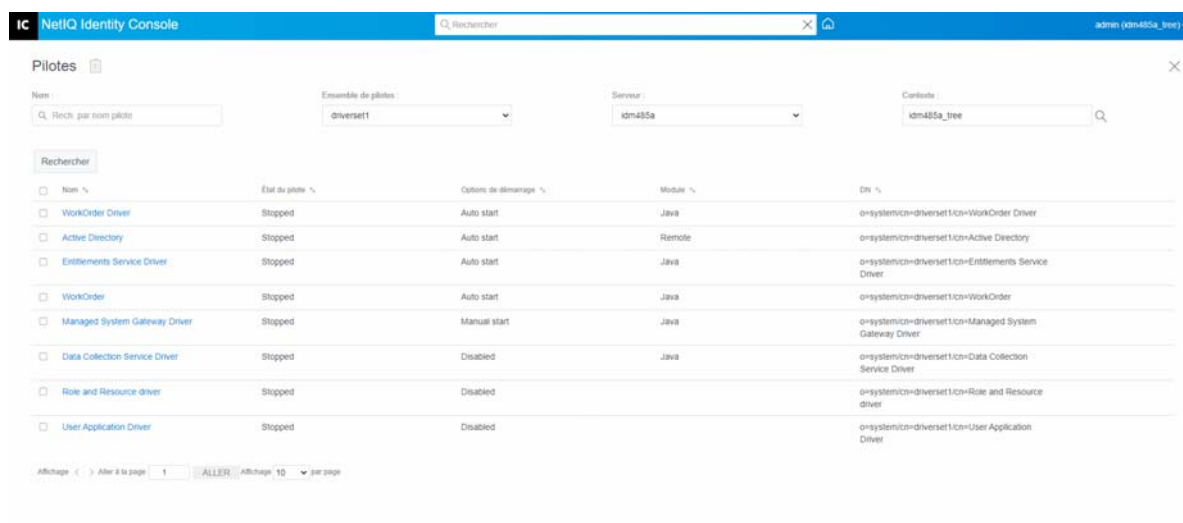 IC NetIQ Identity Console
Rechercher
admin (idm485a_tree)
Pilotes
Nom :
Ensemble de pilotes :
Serveur :
Contexte :
Rech. par nom pilote
driverset1
idm485a
idm485a_tree
Rechercher
Nom État du pilote Options de démarrage Module DN
WorkOrder Driver Stopped Auto start Java o=system/cn=driverset1/cn=WorkOrder Driver
Active Directory Stopped Auto start Remote o=system/cn=driverset1/cn=Active Directory
Entitlements Service Driver Stopped Auto start Java o=system/cn=driverset1/cn=Entitlements Service
Driver
WorkOrder Stopped Auto start Java o=system/cn=driverset1/cn=WorkOrder
Managed System Gateway Driver Stopped Manual start Java o=system/cn=driverset1/cn=Managed System
Gateway Driver
Data Collection Service Driver Stopped Disabled Java o=system/cn=driverset1/cn=Data Collection
Service Driver
Role and Resource driver Stopped Disabled o=system/cn=driverset1/cn=Role and Resource
driver
User Application Driver Stopped Disabled o=system/cn=driverset1/cn=User Application
Driver
Affichage < > Aller à la page 1 ALLER Affichage 10 par page